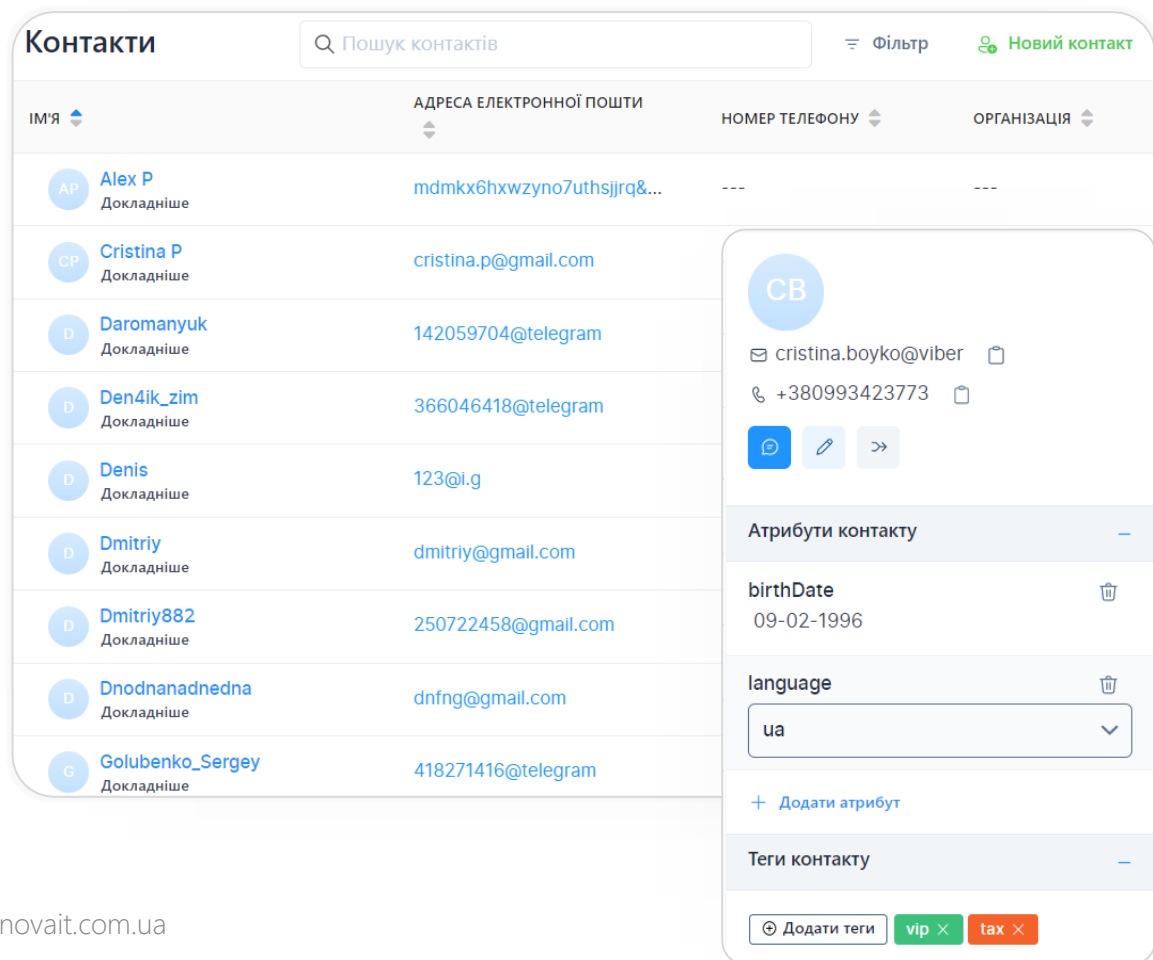 Контакти
Пошук контактів
Фільтр
Новий контакт
ІМ'Я
АДРЕСА ЕЛЕКТРОННОЇ ПОШТИ
НОМЕР ТЕЛЕФОНУ
ОРГАНІЗАЦІЯ
AP
Alex P
Докладніше
mdmkx6hxwzyno7uthsjjrq&...
---
---
CP
Cristina P
Докладніше
cristina.p@gmail.com
D
Daromanyuk
Докладніше
142059704@telegram
D
Den4ik_zim
Докладніше
366046418@telegram
D
Denis
Докладніше
123@i.g
D
Dmitriy
Докладніше
dmitriy@gmail.com
D
Dmitriy882
Докладніше
250722458@gmail.com
D
Dnodnanadnedna
Докладніше
dnfng@gmail.com
G
Golubenko_Sergey
Докладніше
418271416@telegram
CB
cristina.boyko@viber
+380993423773
Атрибути контакту
birthDate
09-02-1996
language
ua
Додати атрибут
Теги контакту
Додати теги
vip
tax
novait.com.ua